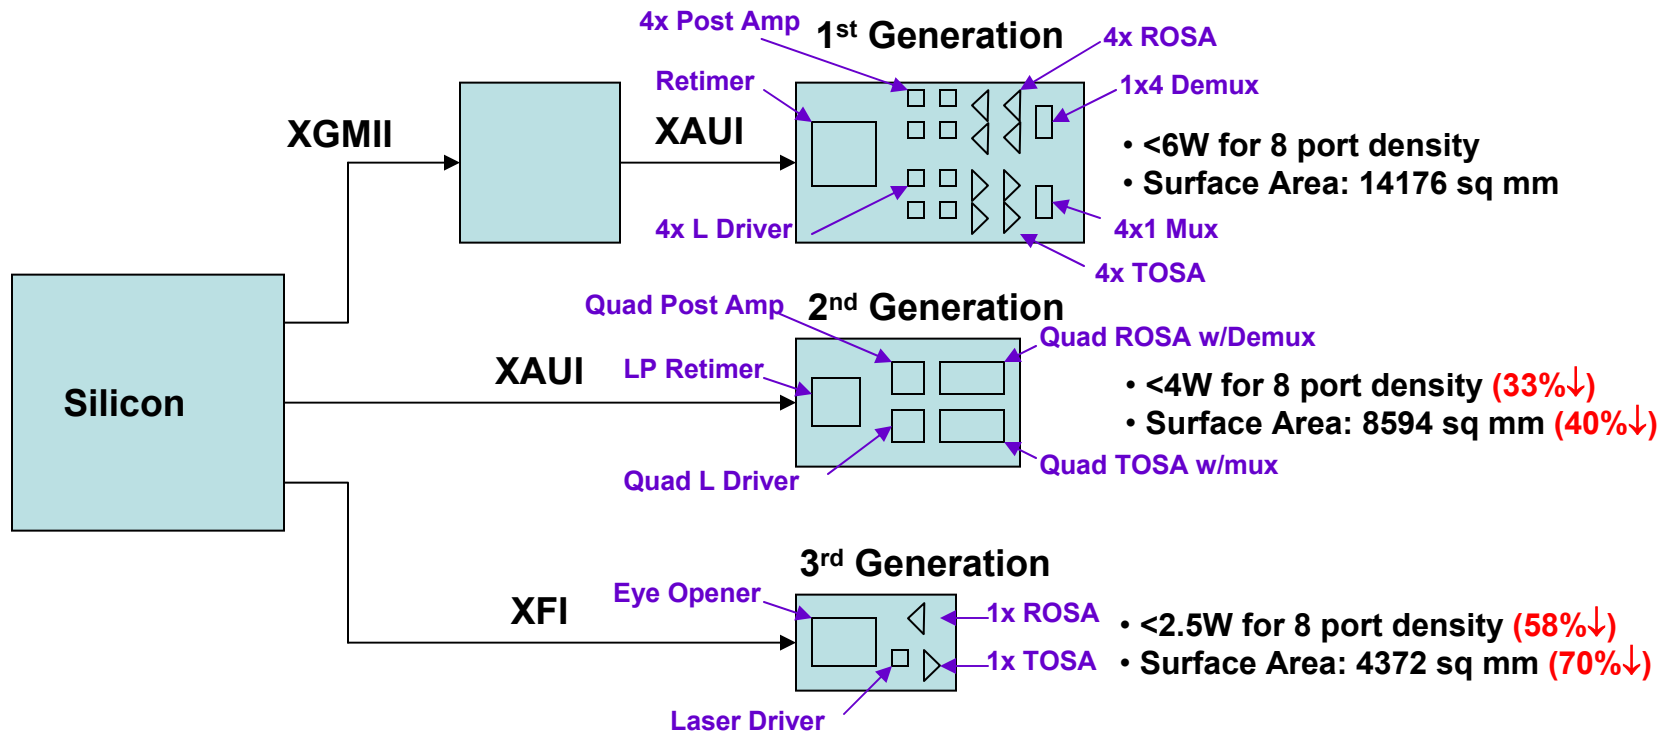 4x Post Amp
1st Generation
4x ROSA
Retimer
1x4 Demux
XGMII
XAUI
• <6W for 8 port density
• Surface Area: 14176 sq mm
4x L Driver
4x1 Mux
4x TOSA
Quad Post Amp
2nd Generation
Quad ROSA w/Demux
XAUI
LP Retimer
Silicon
• <4W for 8 port density (33%↓)
• Surface Area: 8594 sq mm (40%↓)
Quad L Driver
Quad TOSA w/mux
3rd Generation
Eye Opener
XFI
1x ROSA
• <2.5W for 8 port density (58%↓)
1x TOSA
• Surface Area: 4372 sq mm (70%↓)
Laser Driver